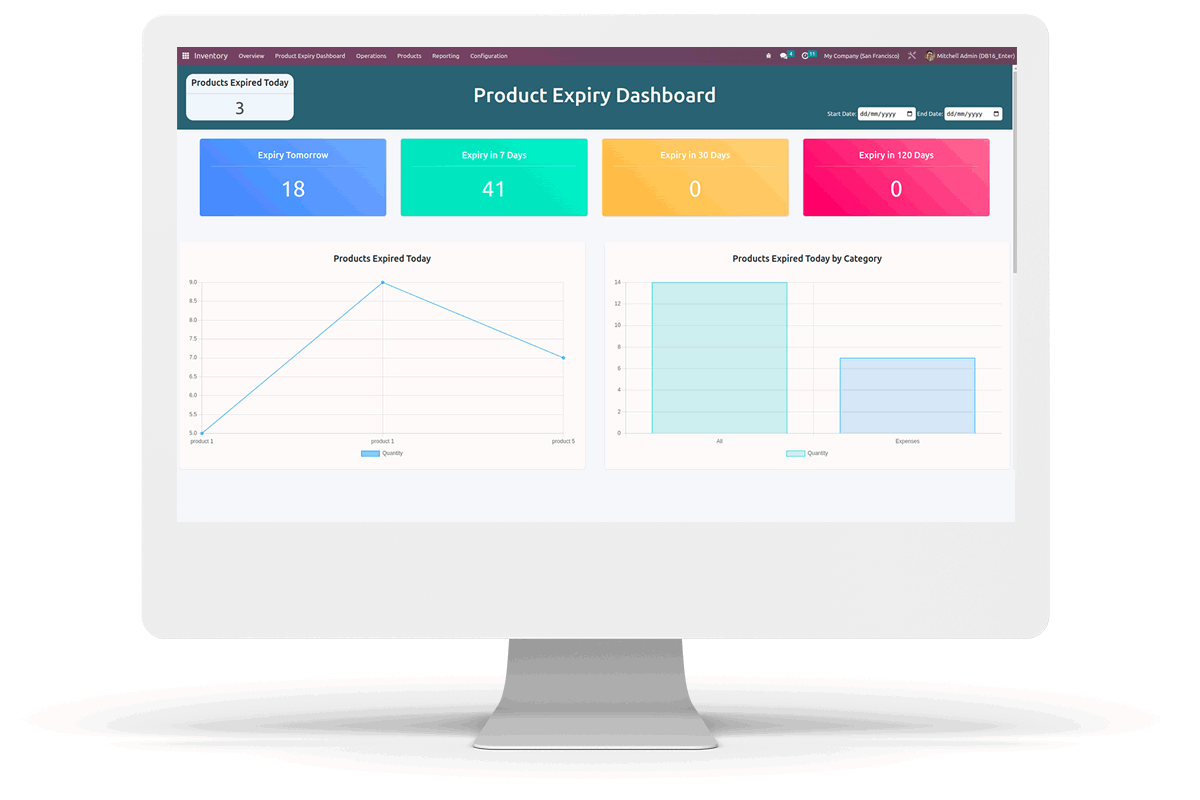 Inventory Overview Product Expiry Dashboard Operations Products Reporting Configuration 4 11 My Company (San Francisco) Mitchell Admin (DB16_Enter)
Products Expired Today
3
Product Expiry Dashboard
Start Date: dd/mm/yyyy End Date: dd/mm/yyyy
Expiry Tomorrow
18
Expiry in 7 Days
41
Expiry in 30 Days
0
Expiry in 120 Days
0
Products Expired Today
9.0
8.5
8.0
7.5
7.0
6.5
6.0
5.5
5.0
product 1 product 1 product 5
Quantity
Products Expired Today by Category
14
12
10
8
6
4
2
0
All Expenses
Quantity